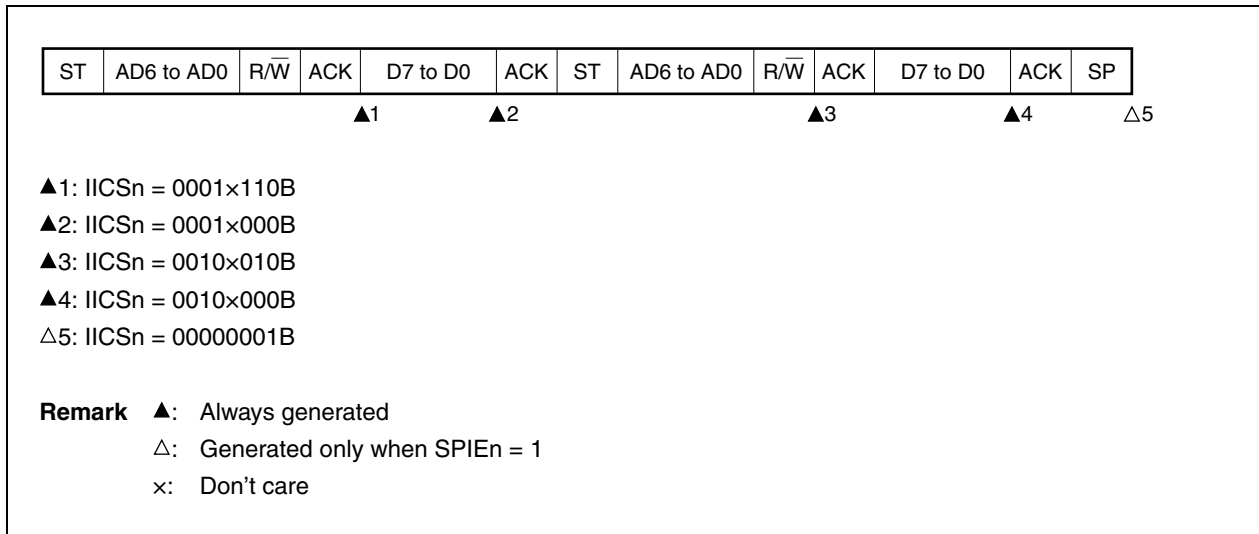 ST AD6 to AD0 R/W̅ ACK D7 to D0 ACK ST AD6 to AD0 R/W̅ ACK D7 to D0 ACK SP
▲1 ▲2 ▲3 ▲4 △5
▲1: IICSn = 0001×110B
▲2: IICSn = 0001×000B
▲3: IICSn = 0010×010B
▲4: IICSn = 0010×000B
△5: IICSn = 00000001B
Remark ▲: Always generated
△: Generated only when SPIEn = 1
×: Don't care